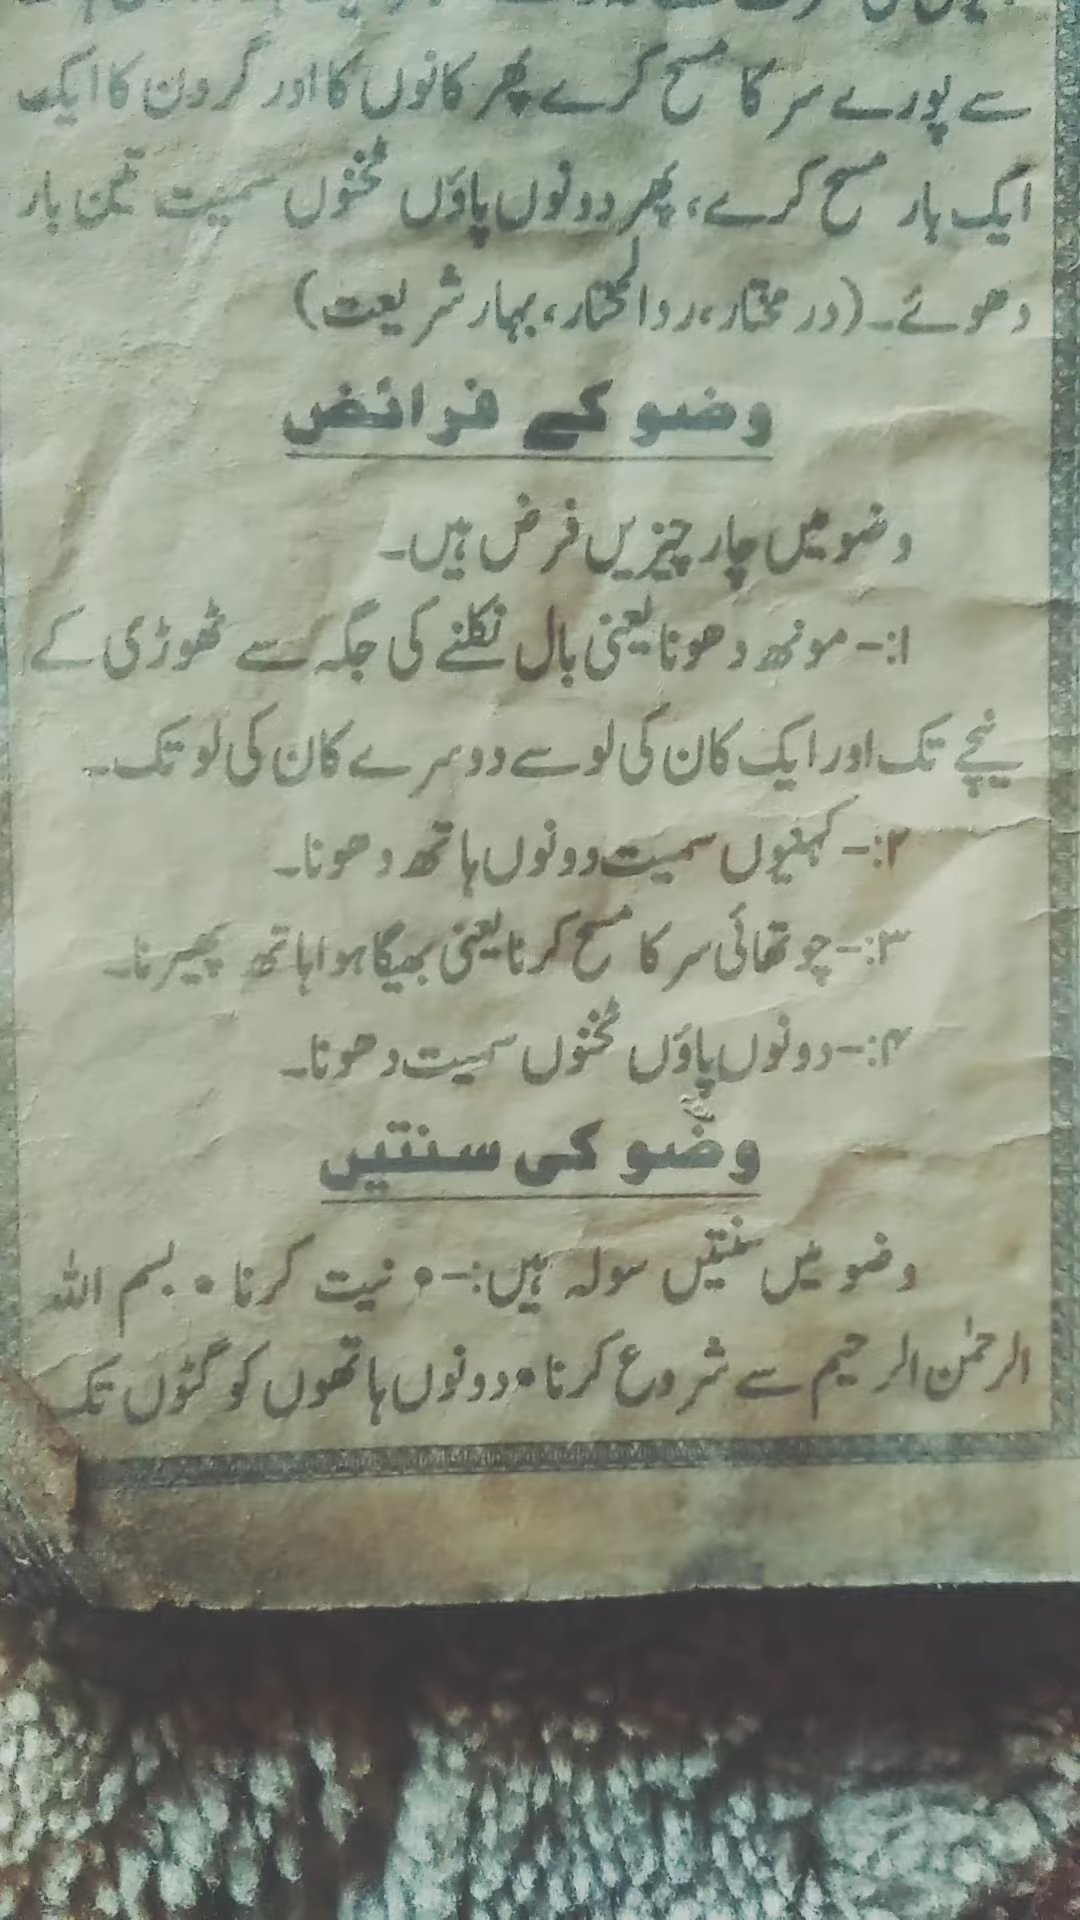 سے پورے سر کا مسح کرے پھر کانوں کا اور گردن کا ایک
ایک بار مسح کرے، پھر دونوں پاؤں ٹخنوں سمیت تین بار
دھوئے۔ (در مختار، ردالمختار، بہار شریعت)
وضو کے فرائض
وضو میں چار چیزیں فرض ہیں۔
۱:- مونھ دھونا یعنی بال نکلنے کی جگہ سے ٹھوڑی کے
نیچے تک اور ایک کان کی لو سے دوسرے کان کی لو تک۔
۲:- کہنیوں سمیت دونوں ہاتھ دھونا۔
۳:- چوتھائی سر کا مسح کرنا یعنی بھیگا ہوا ہاتھ پھیرنا۔
۴:- دونوں پاؤں ٹخنوں سمیت دھونا۔
وضو کی سنتیں
وضو میں سنتیں سولہ ہیں:- • نیت کرنا • بسم اللہ
الرحمٰن الرحیم سے شروع کرنا • دونوں ہاتھوں کو گٹوں تک